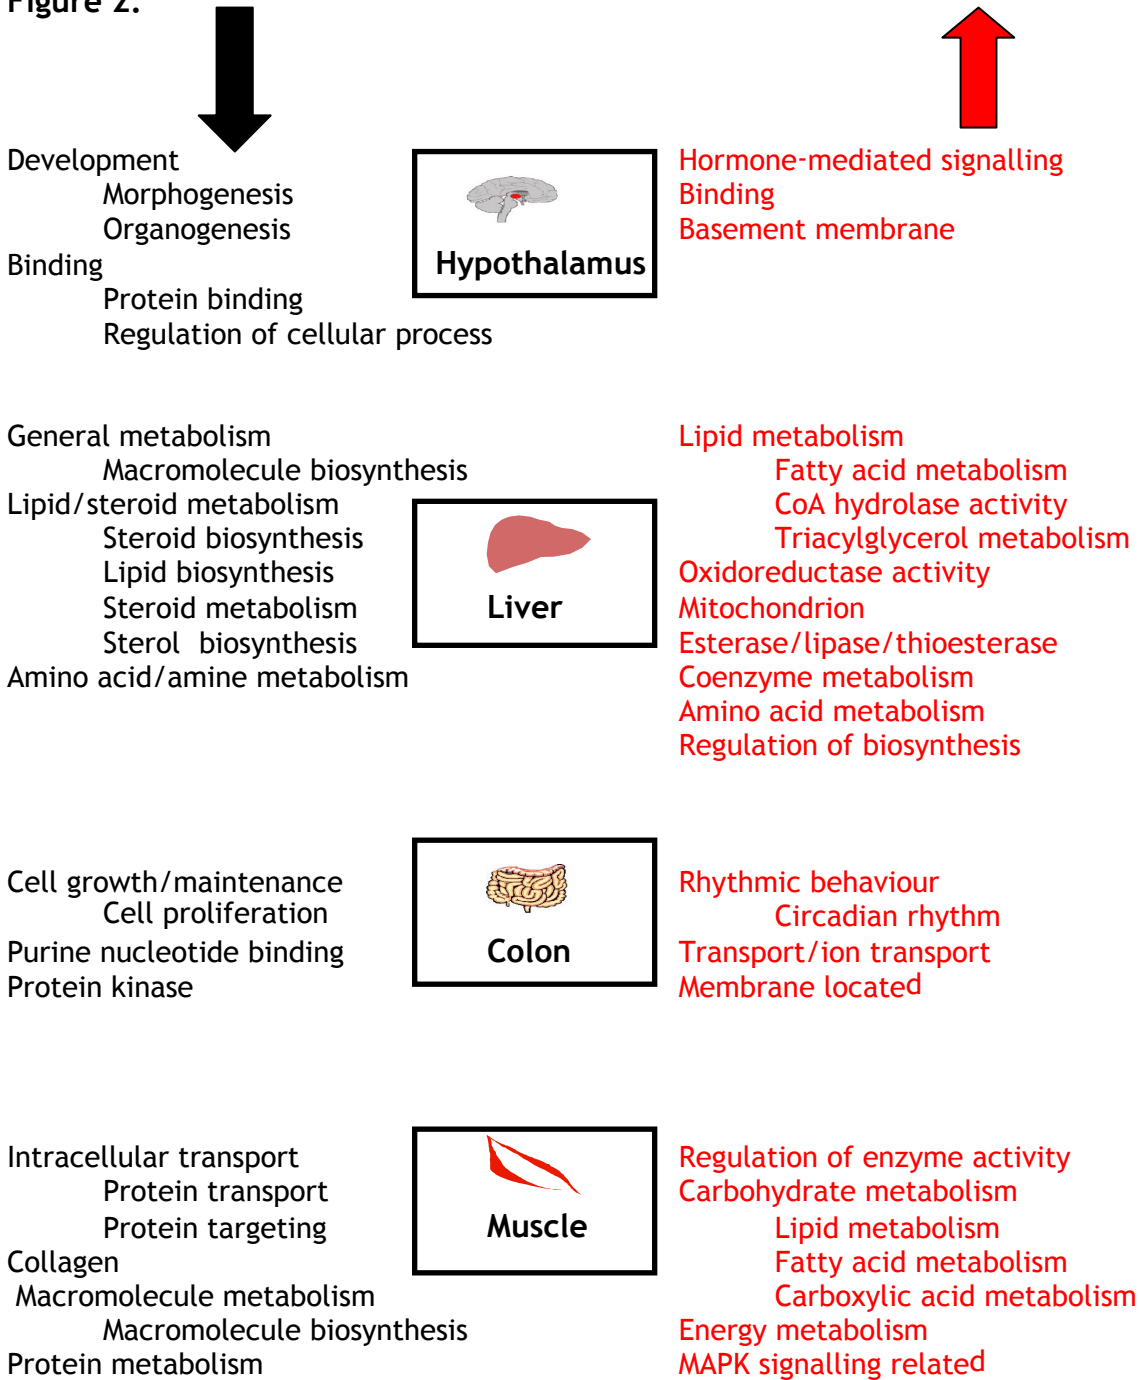 Figure 2.
Development
Morphogenesis
Organogenesis
Binding
Protein binding
Regulation of cellular process
Hypothalamus
Hormone-mediated signalling
Binding
Basement membrane
General metabolism
Macromolecule biosynthesis
Lipid/steroid metabolism
Steroid biosynthesis
Lipid biosynthesis
Steroid metabolism
Sterol biosynthesis
Amino acid/amine metabolism
Liver
Lipid metabolism
Fatty acid metabolism
CoA hydrolase activity
Triacylglycerol metabolism
Oxidoreductase activity
Mitochondrion
Esterase/lipase/thioesterase
Coenzyme metabolism
Amino acid metabolism
Regulation of biosynthesis
Cell growth/maintenance
Cell proliferation
Purine nucleotide binding
Protein kinase
Colon
Rhythmic behaviour
Circadian rhythm
Transport/ion transport
Membrane located
Intracellular transport
Protein transport
Protein targeting
Collagen
Macromolecule metabolism
Macromolecule biosynthesis
Protein metabolism
Muscle
Regulation of enzyme activity
Carbohydrate metabolism
Lipid metabolism
Fatty acid metabolism
Carboxylic acid metabolism
Energy metabolism
MAPK signalling related